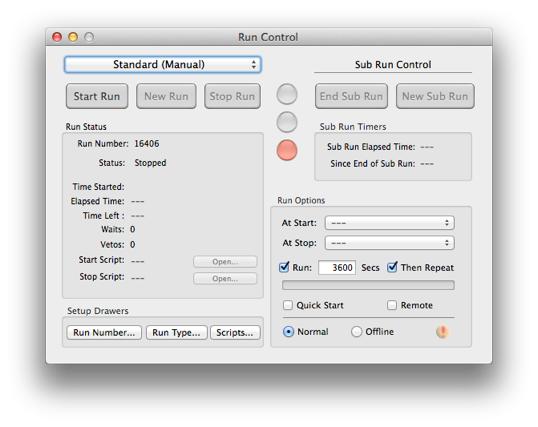 Run Control
Standard (Manual)
Sub Run Control
Start Run New Run Stop Run
End Sub Run New Sub Run
Run Status
Run Number: 16406
Status: Stopped
Time Started:
Elapsed Time: ---
Time Left : ---
Waits: 0
Vetos: 0
Start Script: --- Open...
Stop Script: --- Open...
Setup Drawers
Run Number... Run Type... Scripts...
Sub Run Timers
Sub Run Elapsed Time: ---
Since End of Sub Run: ---
Run Options
At Start: ---
At Stop: ---
Run: 3600 Secs Then Repeat
Quick Start Remote
Normal Offline